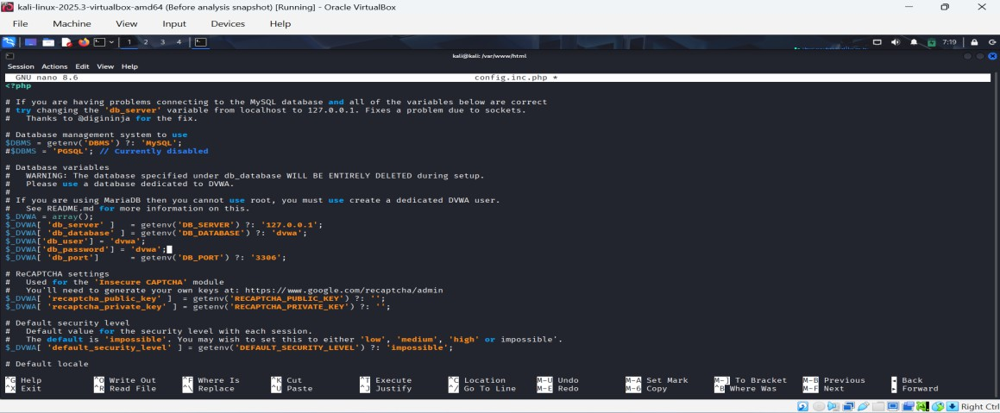 kali-linux-2025.3-virtualbox-amd64 (Before analysis snapshot) [Running] - Oracle VirtualBox
File Machine View Input Devices Help
1 2 3 4 7:19
kali@kali: /var/www/html
Session Actions Edit View Help
GNU nano 8.6 config.inc.php *
<?php
# If you are having problems connecting to the MySQL database and all of the variables below are correct
# try changing the 'db_server' variable from localhost to 127.0.0.1. Fixes a problem due to sockets.
#   Thanks to @digininja for the fix.
# Database management system to use
$DBMS = getenv('DBMS') ?: 'MySQL';
#$DBMS = 'PGSQL'; // Currently disabled
# Database variables
#   WARNING: The database specified under db_database WILL BE ENTIRELY DELETED during setup.
#   Please use a database dedicated to DVWA.
#
# If you are using MariaDB then you cannot use root, you must use create a dedicated DVWA user.
#   See README.md for more information on this.
$_DVWA = array();
$_DVWA[ 'db_server' ]   = getenv('DB_SERVER') ?: '127.0.0.1';
$_DVWA[ 'db_database' ] = getenv('DB_DATABASE') ?: 'dvwa';
$_DVWA['db_user'] = 'dvwa';
$_DVWA['db_password'] = 'dvwa';
$_DVWA[ 'db_port']      = getenv('DB_PORT') ?: '3306';
# ReCAPTCHA settings
#   Used for the 'Insecure CAPTCHA' module
#   You'll need to generate your own keys at: https://www.google.com/recaptcha/admin
$_DVWA[ 'recaptcha_public_key' ]  = getenv('RECAPTCHA_PUBLIC_KEY') ?: '';
$_DVWA[ 'recaptcha_private_key' ] = getenv('RECAPTCHA_PRIVATE_KEY') ?: '';
# Default security level
#   Default value for the security level with each session.
#   The default is 'impossible'. You may wish to set this to either 'low', 'medium', 'high' or impossible'.
$_DVWA[ 'default_security_level' ] = getenv('DEFAULT_SECURITY_LEVEL') ?: 'impossible';
# Default locale
^G Help ^O Write Out ^F Where Is ^K Cut ^T Execute ^C Location M-U Undo M-A Set Mark M-] To Bracket M-B Previous ◂ Back
^X Exit ^R Read File ^\ Replace ^U Paste ^J Justify ^/ Go To Line M-E Redo M-6 Copy ^B Where Was M-F Next ▸ Forward
Right Ctrl